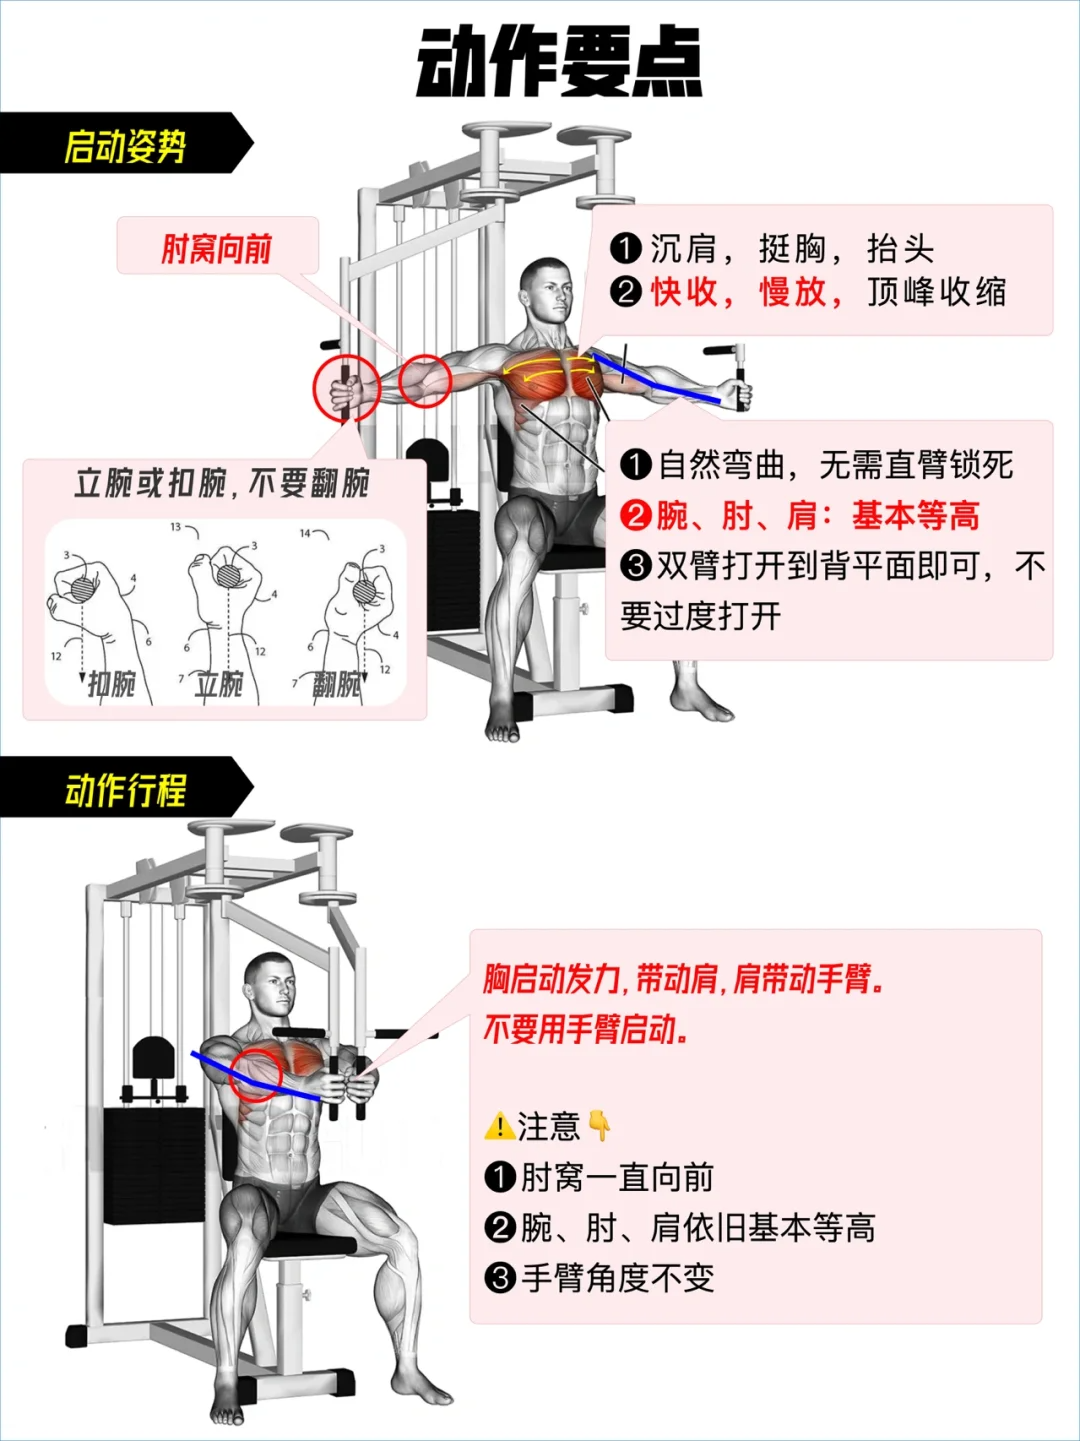 动作要点
启动姿势
肘窝向前
❶沉肩，挺胸，抬头
❷快收，慢放，顶峰收缩
立腕或扣腕,不要翻腕
13
14
3
3
3
4
4
4
6
6
6
12
12
12
7
7
扣腕
立腕
翻腕
❶自然弯曲，无需直臂锁死
❷腕、肘、肩：基本等高
❸双臂打开到背平面即可，不
要过度打开
动作行程
胸启动发力,带动肩,肩带动手臂。
不要用手臂启动。
⚠️注意👇
❶肘窝一直向前
❷腕、肘、肩依旧基本等高
❸手臂角度不变